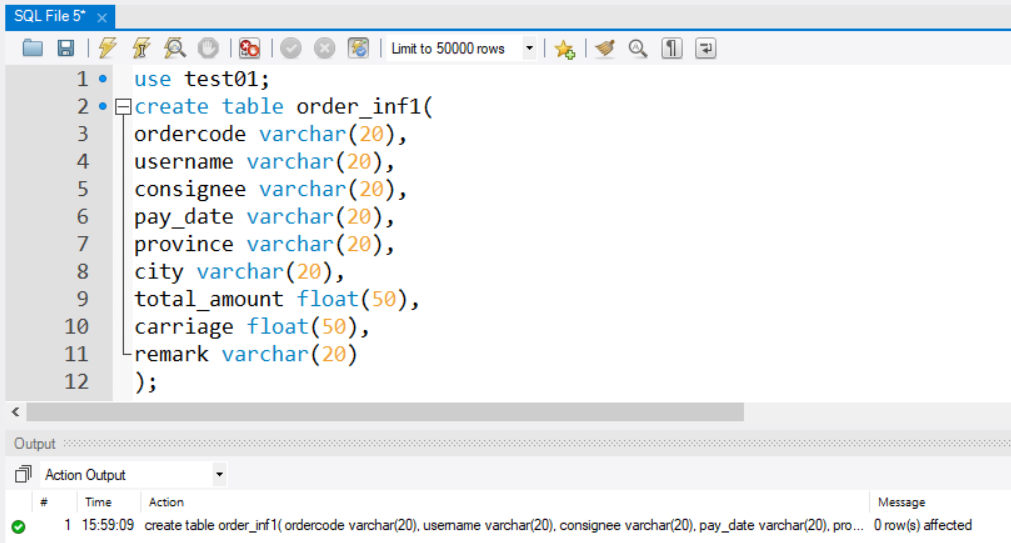 SQL File 5* ×
Limit to 50000 rows
1 use test01;
2 create table order_inf1(
3 ordercode varchar(20),
4 username varchar(20),
5 consignee varchar(20),
6 pay_date varchar(20),
7 province varchar(20),
8 city varchar(20),
9 total_amount float(50),
10 carriage float(50),
11 remark varchar(20)
12 );
Output
Action Output
# Time Action Message
1 15:59:09 create table order_inf1( ordercode varchar(20), username varchar(20), consignee varchar(20), pay_date varchar(20), pro... 0 row(s) affected